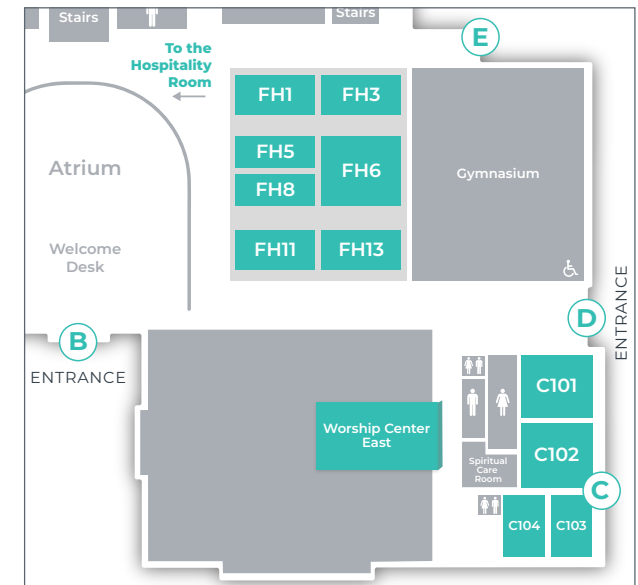 Stairs
Stairs
E
To the
Hospitality
Room
FH1
FH3
FH5
FH6
FH8
FH11
FH13
Gymnasium
Atrium
Welcome
Desk
B
ENTRANCE
D
ENTRANCE
Worship Center
East
C101
C102
Spiritual
Care
Room
C
C104
C103